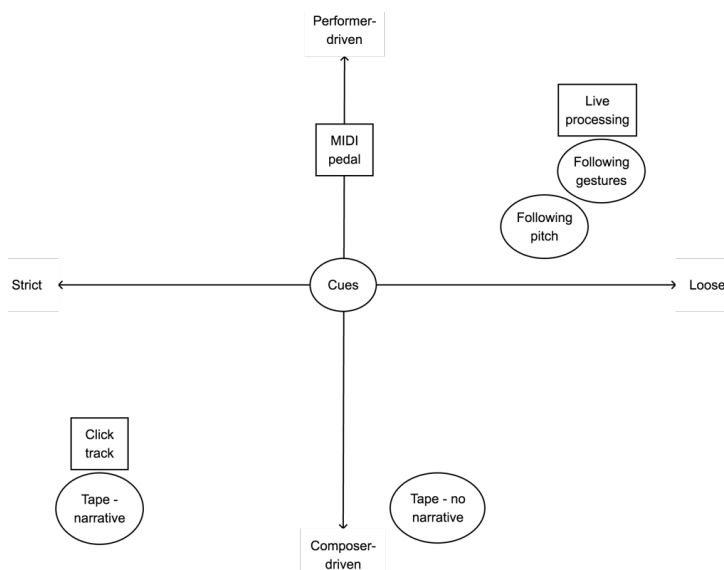 Performer-
driven
Live
processing
MIDI
pedal
Following
gestures
Following
pitch
Strict
Cues
Loose
Click
track
Tape -
narrative
Tape - no
narrative
Composer-
driven